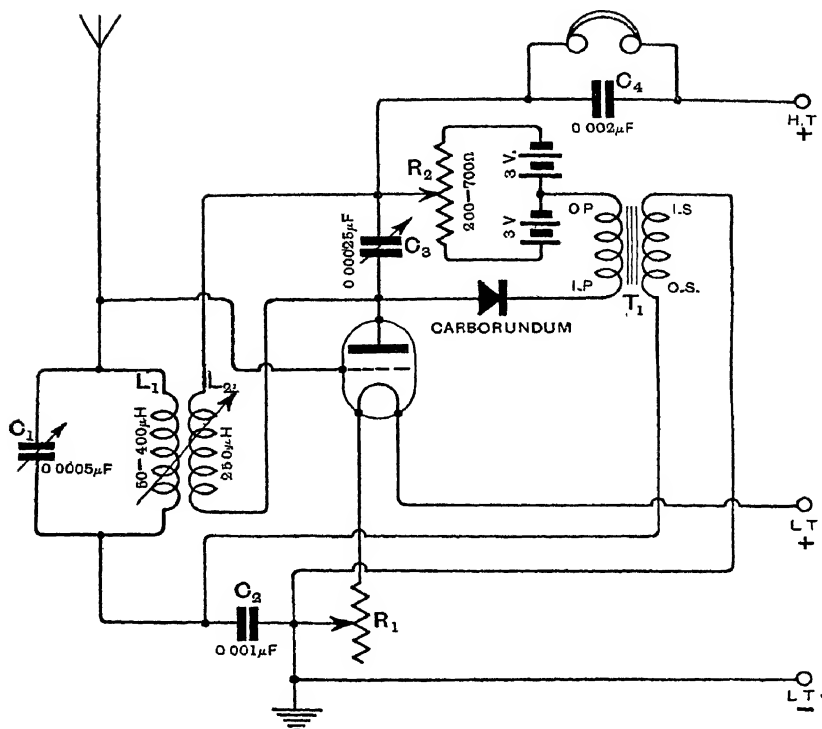 C4
0 002µF
H.T
+
R2
200–700Ω
3 V.
3 V
O P
I.S
0 00025µF
C3
I.P
O.S.
T1
CARBORUNDUM
L1
L2
C1
0 0005µF
50–400µH
250µH
L T
+
C2
0 001µF
R1
L T
–